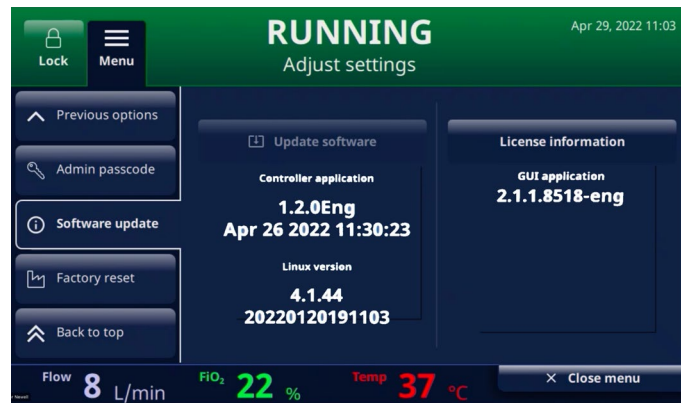 RUNNING
Adjust settings
Apr 29, 2022 11:03
Lock
Menu
Previous options
Admin passcode
Software update
Factory reset
Back to top
Update software
Controller application
1.2.0Eng
Apr 26 2022 11:30:23
Linux version
4.1.44
20220120191103
License information
GUI application
2.1.1.8518-eng
Flow 8 L/min
FiO₂ 22 %
Temp 37 °C
× Close menu